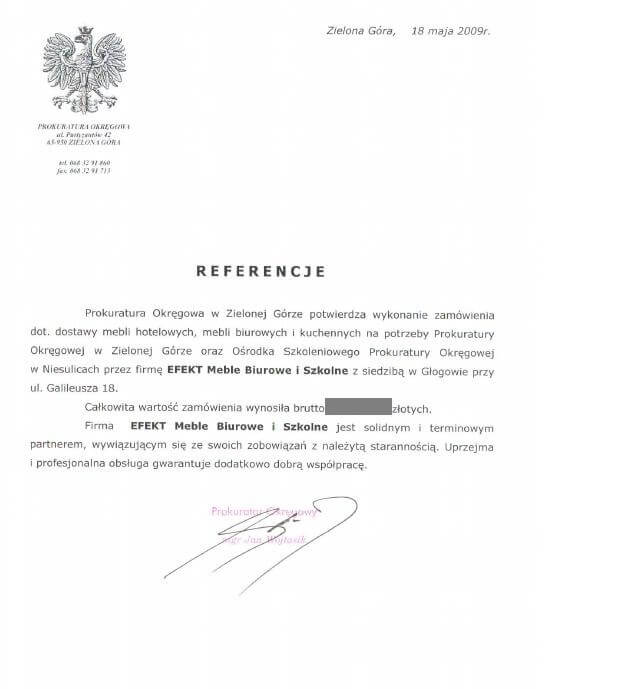 Zielona Góra, 18 maja 2009r.
PROKURATURA OKRĘGOWA
ul. Partyzantów 42
65-950 ZIELONA GÓRA
tel. 068 32 91 860
fax. 068 32 91 713
REFERENCJE
Prokuratura Okręgowa w Zielonej Górze potwierdza wykonanie zamówienia
dot. dostawy mebli hotelowych, mebli biurowych i kuchennych na potrzeby Prokuratury
Okręgowej w Zielonej Górze oraz Ośrodka Szkoleniowego Prokuratury Okręgowej
w Niesulicach przez firmę EFEKT Meble Biurowe i Szkolne z siedzibą w Głogowie przy
ul. Galileusza 18.
Całkowita wartość zamówienia wynosiła brutto złotych.
Firma EFEKT Meble Biurowe i Szkolne jest solidnym i terminowym
partnerem, wywiązującym się ze swoich zobowiązań z należytą starannością. Uprzejma
i profesjonalna obsługa gwarantuje dodatkowo dobrą współpracę.
Prokurator Okręgowy
mgr Jan Wojtasik